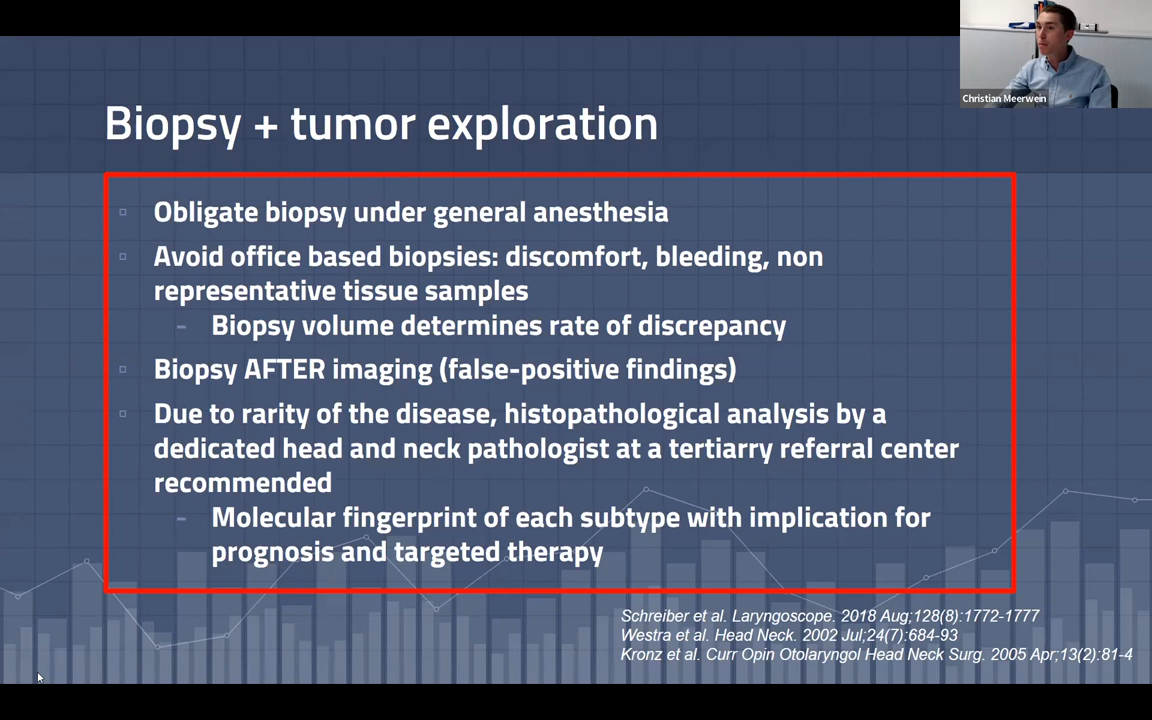 Christian Meerwein
Biopsy + tumor exploration
Obligate biopsy under general anesthesia
Avoid office based biopsies: discomfort, bleeding, non
representative tissue samples
- Biopsy volume determines rate of discrepancy
Biopsy AFTER imaging (false-positive findings)
Due to rarity of the disease, histopathological analysis by a
dedicated head and neck pathologist at a tertiarry referral center
recommended
- Molecular fingerprint of each subtype with implication for
prognosis and targeted therapy
Schreiber et al. Laryngoscope. 2018 Aug;128(8):1772-1777
Westra et al. Head Neck. 2002 Jul;24(7):684-93
Kronz et al. Curr Opin Otolaryngol Head Neck Surg. 2005 Apr;13(2):81-4